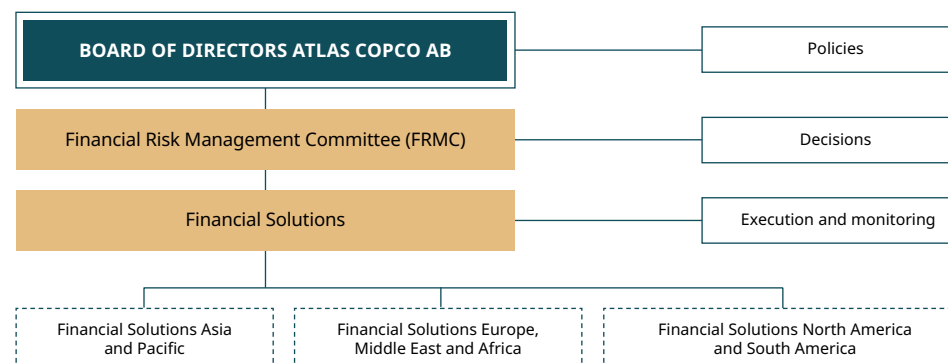 BOARD OF DIRECTORS ATLAS COPCO AB
Policies
Financial Risk Management Committee (FRMC)
Decisions
Financial Solutions
Execution and monitoring
Financial Solutions Asia
and Pacific
Financial Solutions Europe,
Middle East and Africa
Financial Solutions North America
and South America